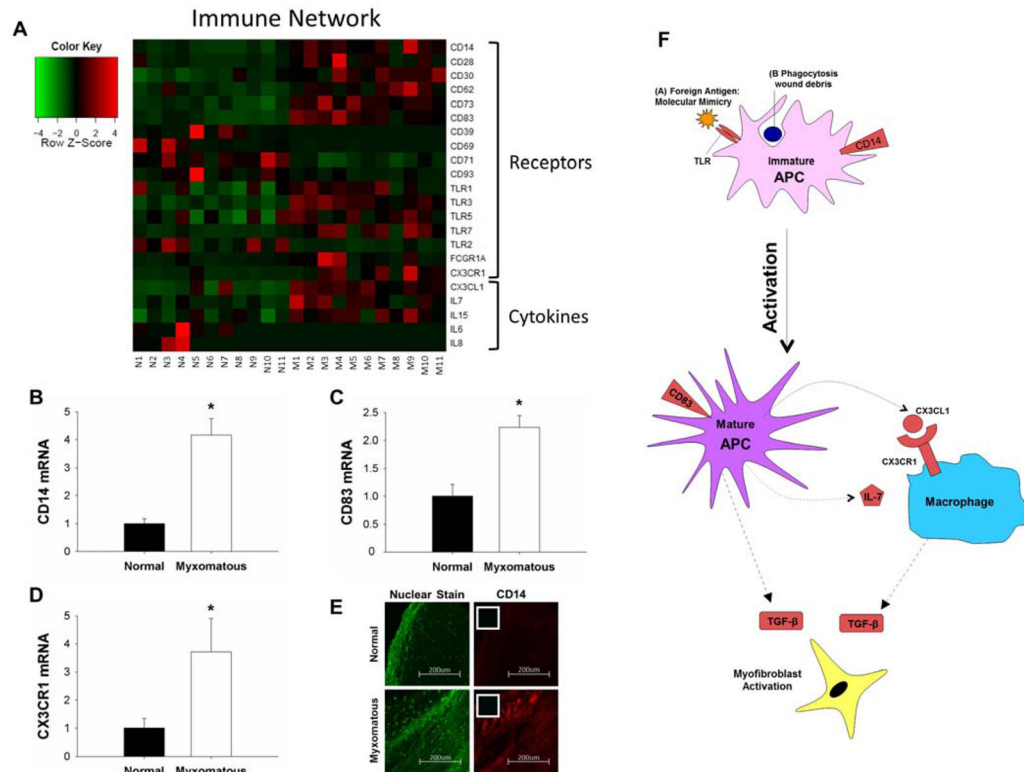 Immune Network
A
Color Key
−4 −2 0 2 4
Row Z−Score
CD14
CD28
CD30
CD62
CD73
CD83
CD39
CD69
CD71
CD93
TLR1
TLR3
TLR5
TLR7
TLR2
FCGR1A
CX3CR1
CX3CL1
IL7
IL15
IL6
IL8
Receptors
Cytokines
N1 N2 N3 N4 N5 N6 N7 N8 N9 N10 N11 M1 M2 M3 M4 M5 M6 M7 M8 M9 M10 M11
B
CD14 mRNA
5
4
3
2
1
0
*
Normal Myxomatous
C
CD83 mRNA
2.5
2.0
1.5
1.0
0.5
0
*
Normal Myxomatous
D
CX3CR1 mRNA
6
5
4
3
2
1
0
*
Normal Myxomatous
E
Nuclear Stain CD14
Normal
200um 200um
Myxomatous
200um 200um
F
(B Phagocytosis
wound debris
(A) Foreign Antigen:
Molecular Mimicry
TLR
CD14
Immature
APC
Activation
CD83
Mature
APC
CX3CL1
CX3CR1
IL-7
Macrophage
TGF-β TGF-β
Myofibroblast
Activation